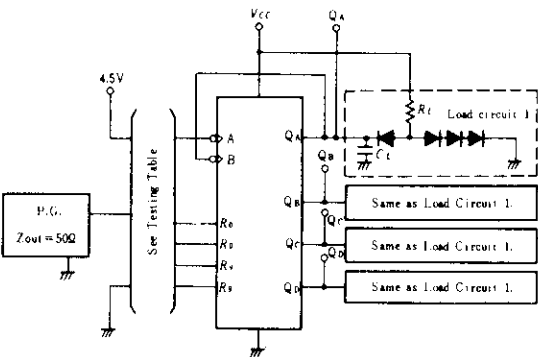 Vcc
QA
4.5V
P.G.
Zout=50Ω
See Testing Table
A
B
R0
R0
R9
R9
QA
QB
QC
QD
Rt
Ct
Load circuit 1
QB
Same as Load Circuit 1.
QC
Same as Load Circuit 1.
QD
Same as Load Circuit 1.